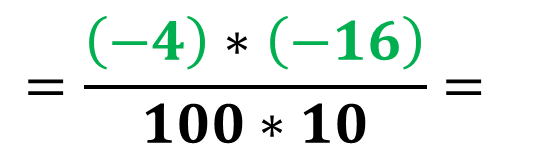 (−4) * (−16)
= ――――― =
100 * 10